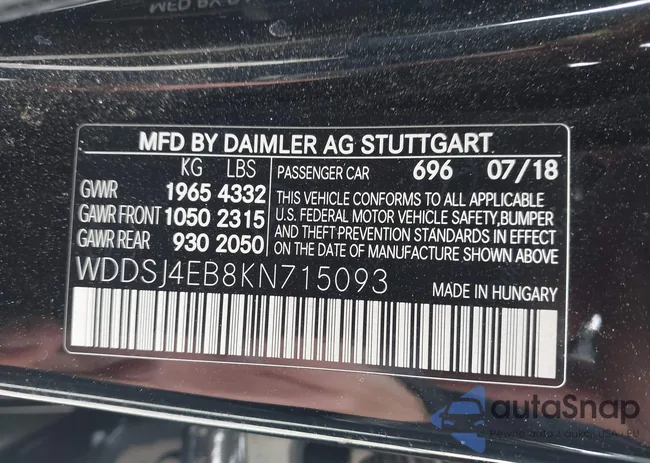 MFD BY DAIMLER AG STUTTGART
KG LBS
PASSENGER CAR 696 07/18
GVWR 1965 4332
GAWR FRONT 1050 2315
GAWR REAR 930 2050
THIS VEHICLE CONFORMS TO ALL APPLICABLE
U.S. FEDERAL MOTOR VEHICLE SAFETY,BUMPER
AND THEFT PREVENTION STANDARDS IN EFFECT
ON THE DATE OF MANUFACTURE SHOWN ABOVE
WDDSJ4EB8KN715093
MADE IN HUNGARY
autoSnap